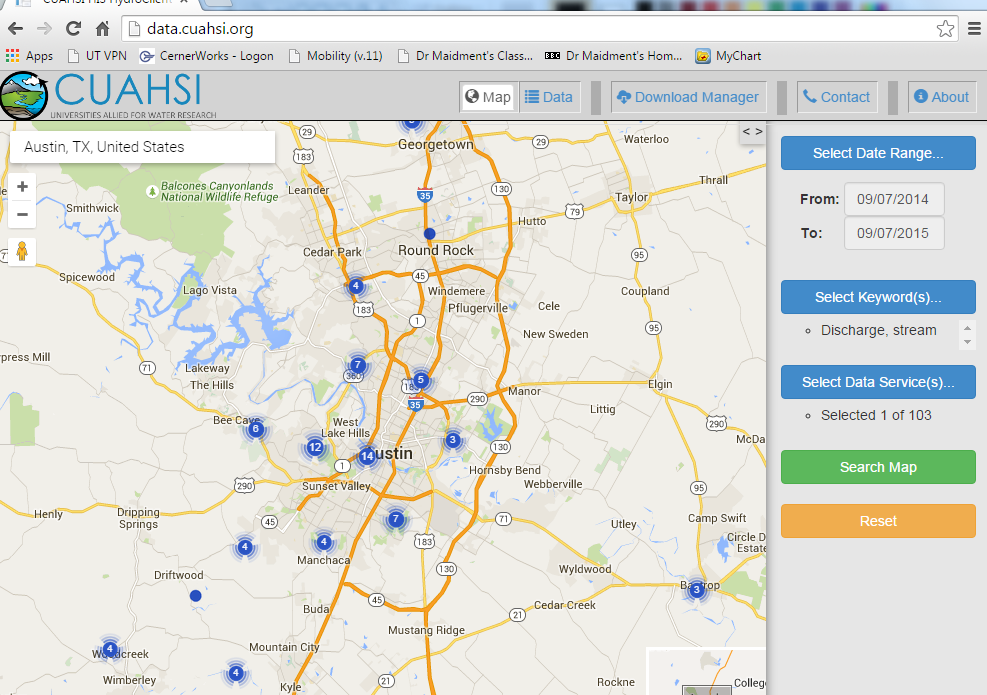 CUAHSI HIS HydroClient
data.cuahsi.org
Apps
UT VPN
CernerWorks - Logon
Mobility (v.11)
Dr Maidment's Class...
BBC
Dr Maidment's Hom...
MyChart
CUAHSI
UNIVERSITIES ALLIED FOR WATER RESEARCH
Map
Data
Download Manager
Contact
About
Austin, TX, United States
< >
Select Date Range...
From: 09/07/2014
To: 09/07/2015
Select Keyword(s)...
Discharge, stream
Select Data Service(s)...
Selected 1 of 103
Search Map
Reset
+
−
29
Georgetown
29
Waterloo
183
Balcones Canyonlands
National Wildlife Refuge
Leander
35
130
Thrall
Taylor
Smithwick
79
Hutto
Cedar Park
Round Rock
95
Spicewood
45
4
Lago Vista
Windemere
Coupland
183
Pflugerville
Cele
1
New Sweden
95
ypress Mill
71
Lakeway
7
360
The Hills
5
183
Manor
Elgin
35
290
Littig
Bee Cave
6
West
Lake Hills
290
12
14
Austin
3
McDa
130
1
Hornsby Bend
290
Sunset Valley
Webberville
95
Henly
Dripping
Springs
45
7
71
Utley
Camp Swift
4
4
183
Circle D
Estate
Manchaca
130
Wyldwood
Driftwood
Bastrop
3
45
Buda
Cedar Creek
21
Mustang Ridge
4
Woodcreek
Mountain City
Wimberley
4
Kyle
21
Rockne
College